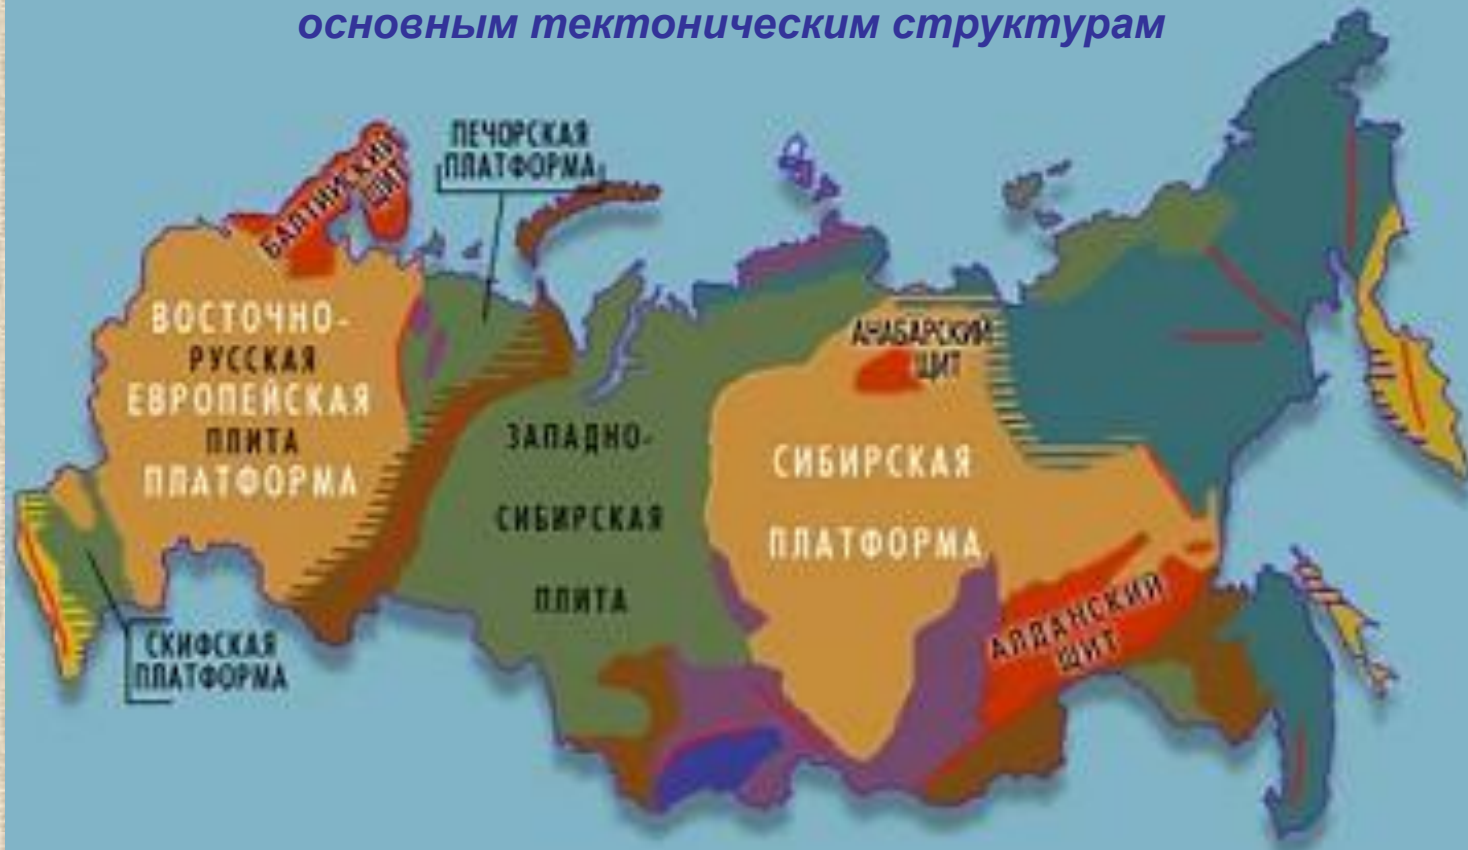 основным тектоническим структурам
ПЕЧОРСКАЯ
ПЛАТФОРМА
БАЛТИЙСКИЙ
ЩИТ
ВОСТОЧНО-
РУССКАЯ
ЕВРОПЕЙСКАЯ
ПЛИТА
ПЛАТФОРМА
АНАБАРСКИЙ
ЩИТ
ЗАПАДНО-
СИБИРСКАЯ
ПЛИТА
СИБИРСКАЯ
ПЛАТФОРМА
АЛДАНСКИЙ
ЩИТ
СКИФСКАЯ
ПЛАТФОРМА